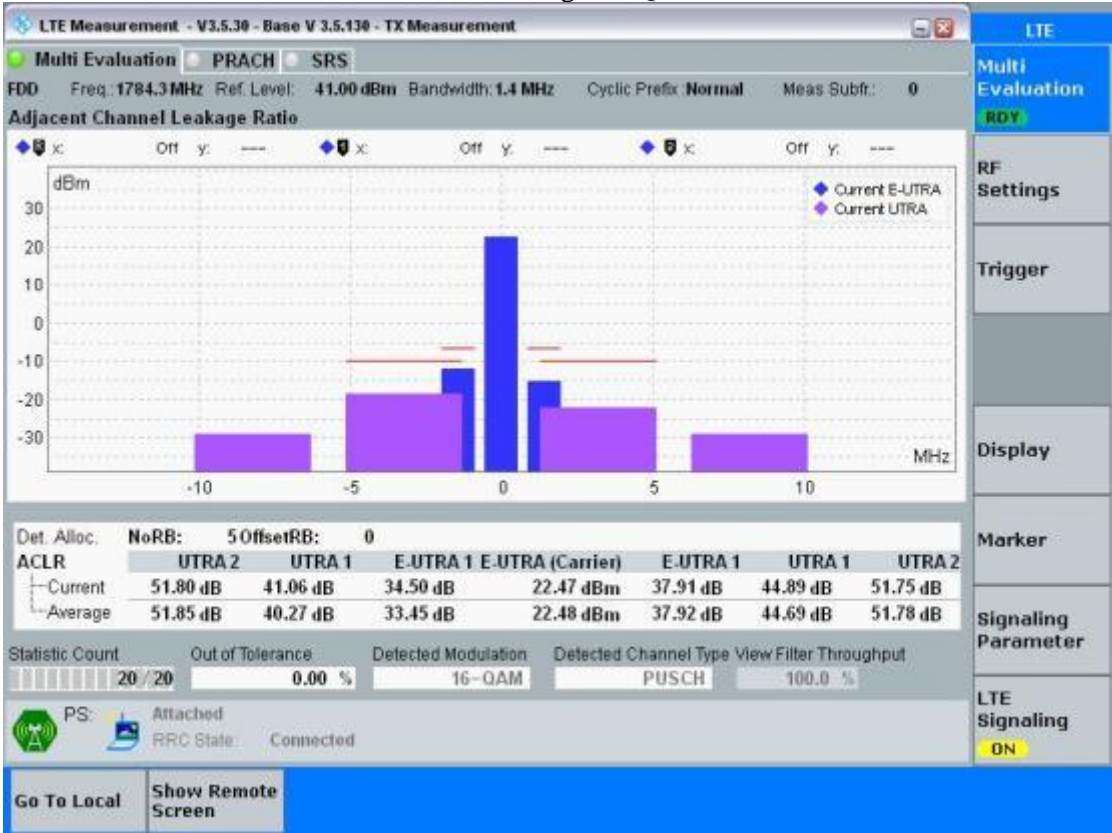 LTE Measurement - V3.5.30 - Base V 3.5.130 - TX Measurement
LTE
Multi Evaluation PRACH SRS
Multi
Evaluation
RDY
FDD Freq.: 1784.3 MHz Ref. Level: 41.00 dBm Bandwidth: 1.4 MHz Cyclic Prefix: Normal Meas Subfr.: 0
Adjacent Channel Leakage Ratio
x: Off y: --- x: Off y: --- x: Off y: ---
dBm
Current E-UTRA
Current UTRA
30
20
10
0
-10
-20
-30
MHz
-10 -5 0 5 10
RF
Settings
Trigger
Display
Marker
Signaling
Parameter
LTE
Signaling
ON
Det. Alloc. NoRB: 5 OffsetRB: 0
ACLR UTRA 2 UTRA 1 E-UTRA 1 E-UTRA (Carrier) E-UTRA 1 UTRA 1 UTRA 2
Current 51.80 dB 41.06 dB 34.50 dB 22.47 dBm 37.91 dB 44.89 dB 51.75 dB
Average 51.85 dB 40.27 dB 33.45 dB 22.48 dBm 37.92 dB 44.69 dB 51.78 dB
Statistic Count Out of Tolerance Detected Modulation Detected Channel Type View Filter Throughput
20 / 20 0.00 % 16-QAM PUSCH 100.0 %
PS: Attached
RRC State: Connected
Go To Local
Show Remote
Screen